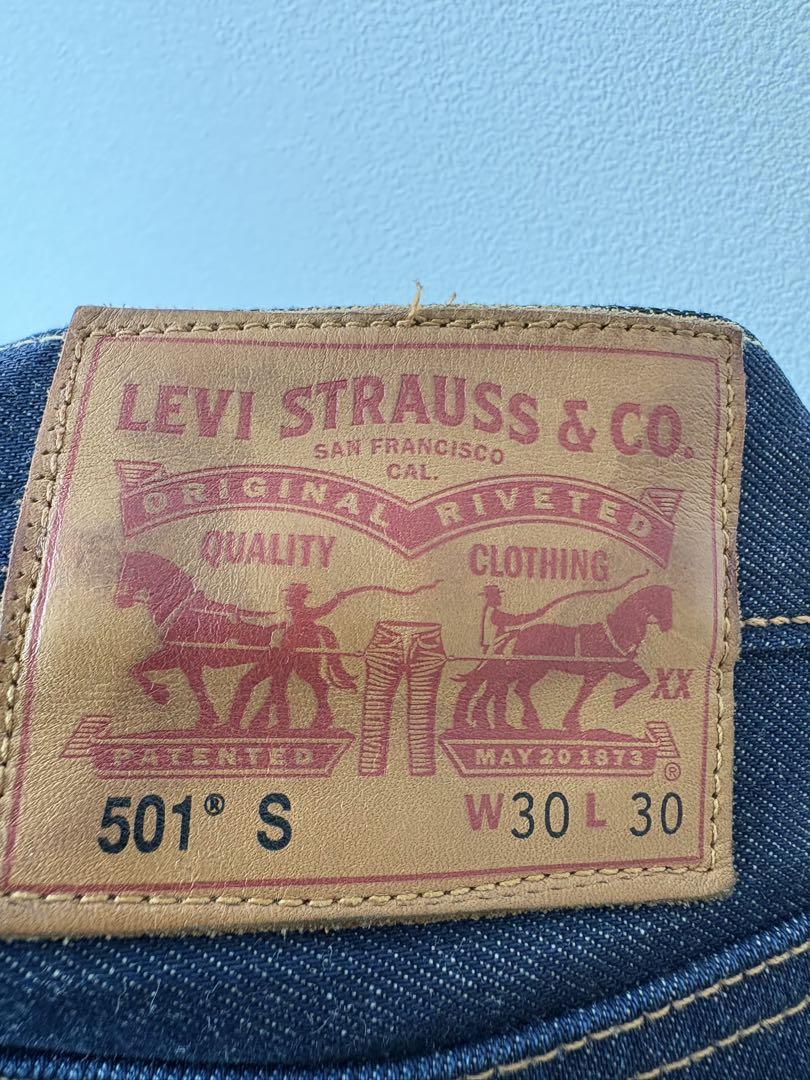 LEVI STRAUSS & CO.
SAN FRANCISCO
CAL.
ORIGINAL RIVETED
QUALITY CLOTHING
XX
PATENTED MAY 20 1873 ®
501® S W30 L 30